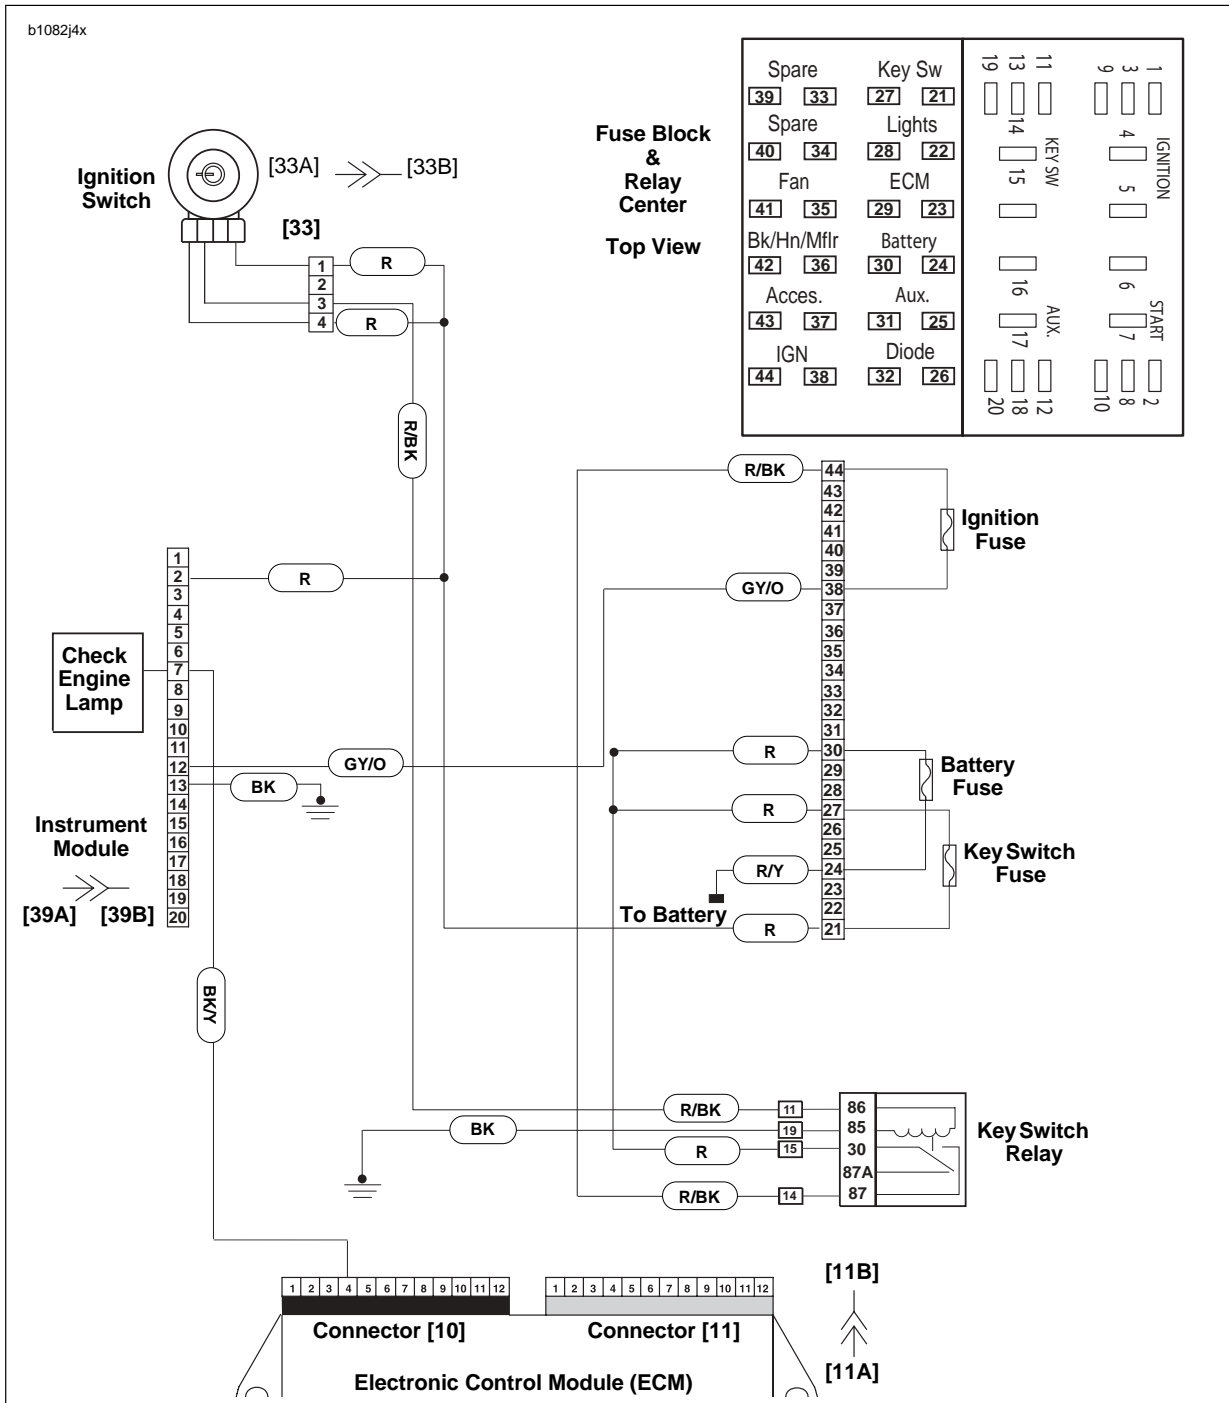 b1082j4x
Ignition
Switch
[33A] [33B]
[33]
1
2
3
4
R
R
R/BK
Fuse Block
&
Relay
Center
Top View
Spare Key Sw
39 33 27 21
Spare Lights
40 34 28 22
Fan ECM
41 35 29 23
Bk/Hn/Mflr Battery
42 36 30 24
Acces. Aux.
43 37 31 25
IGN Diode
44 38 32 26
19 13 11 9 3 1
14 KEY SW 4 IGNITION
15 5
16 6
17 AUX. 7 START
20 18 12 10 8 2
R/BK
GY/O
R
R
R/Y
To Battery
R
44
43
42
41
40
39
38
37
36
35
34
33
32
31
30
29
28
27
26
25
24
23
22
21
Ignition
Fuse
Battery
Fuse
Key Switch
Fuse
1
2
3
4
5
6
7
8
9
10
11
12
13
14
15
16
17
18
19
20
R
Check
Engine
Lamp
GY/O
BK
Instrument
Module
[39A] [39B]
BK/Y
BK
R/BK 11 86
19 85
R 15 30
87A
R/BK 14 87
Key Switch
Relay
1 2 3 4 5 6 7 8 9 10 11 12
1 2 3 4 5 6 7 8 9 10 11 12
Connector [10] Connector [11]
Electronic Control Module (ECM)
[11B]
[11A]